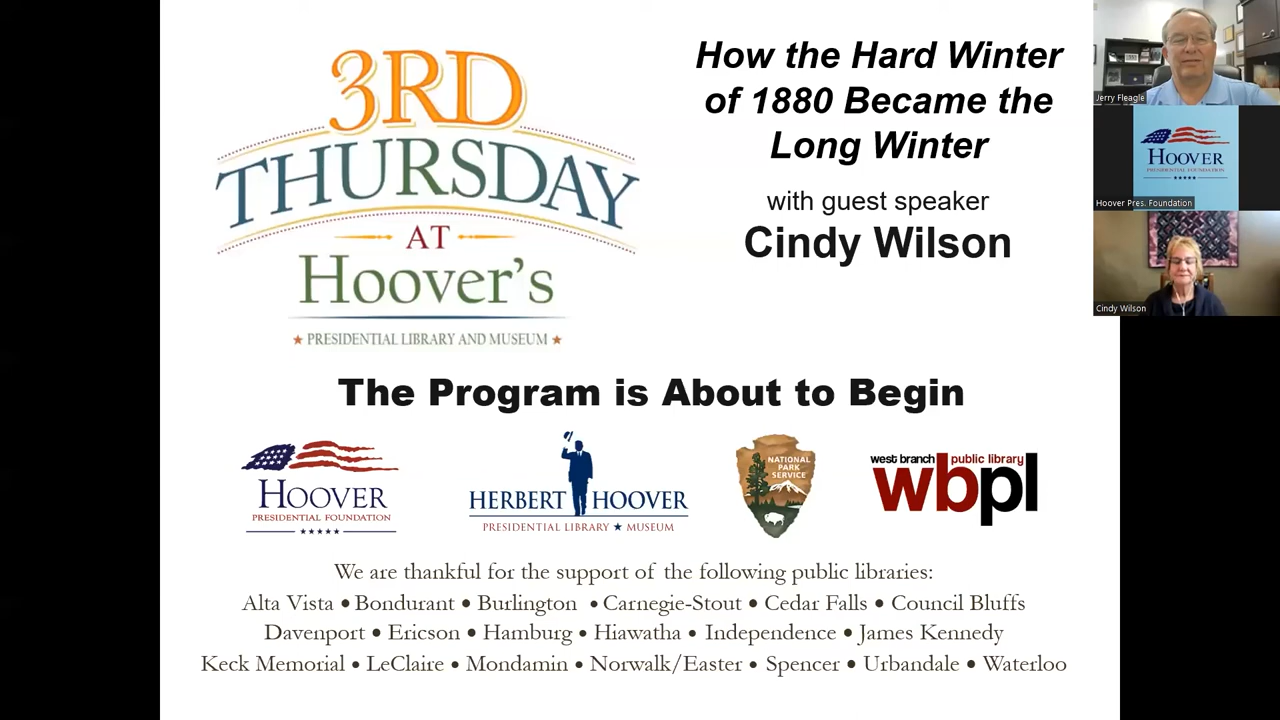 3RD
THURSDAY
AT
Hoover's
★ PRESIDENTIAL LIBRARY AND MUSEUM ★
How the Hard Winter
of 1880 Became the
Long Winter
with guest speaker
Cindy Wilson
Jerry Fleagle
HOOVER
PRESIDENTIAL FOUNDATION
Hoover Pres. Foundation
Cindy Wilson
The Program is About to Begin
HOOVER
PRESIDENTIAL FOUNDATION
HERBERT HOOVER
PRESIDENTIAL LIBRARY ★ MUSEUM
NATIONAL
PARK
SERVICE
west branch public library
wbpl
We are thankful for the support of the following public libraries:
Alta Vista • Bondurant • Burlington • Carnegie-Stout • Cedar Falls • Council Bluffs
Davenport • Ericson • Hamburg • Hiawatha • Independence • James Kennedy
Keck Memorial • LeClaire • Mondamin • Norwalk/Easter • Spencer • Urbandale • Waterloo